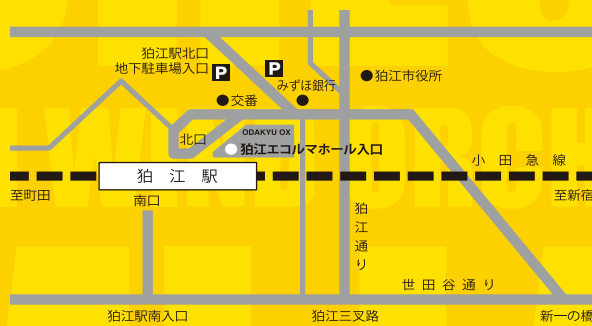 狛江駅北口
地下駐車場入口
P
P
みずほ銀行
狛江市役所
交番
北口
ODAKYU OX
狛江エコルマホール入口
小田急線
狛江駅
至町田
至新宿
南口
狛江通り
世田谷通り
狛江駅南入口
狛江三叉路
新一の橋